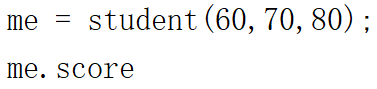 me = student(60,70,80);
me.score